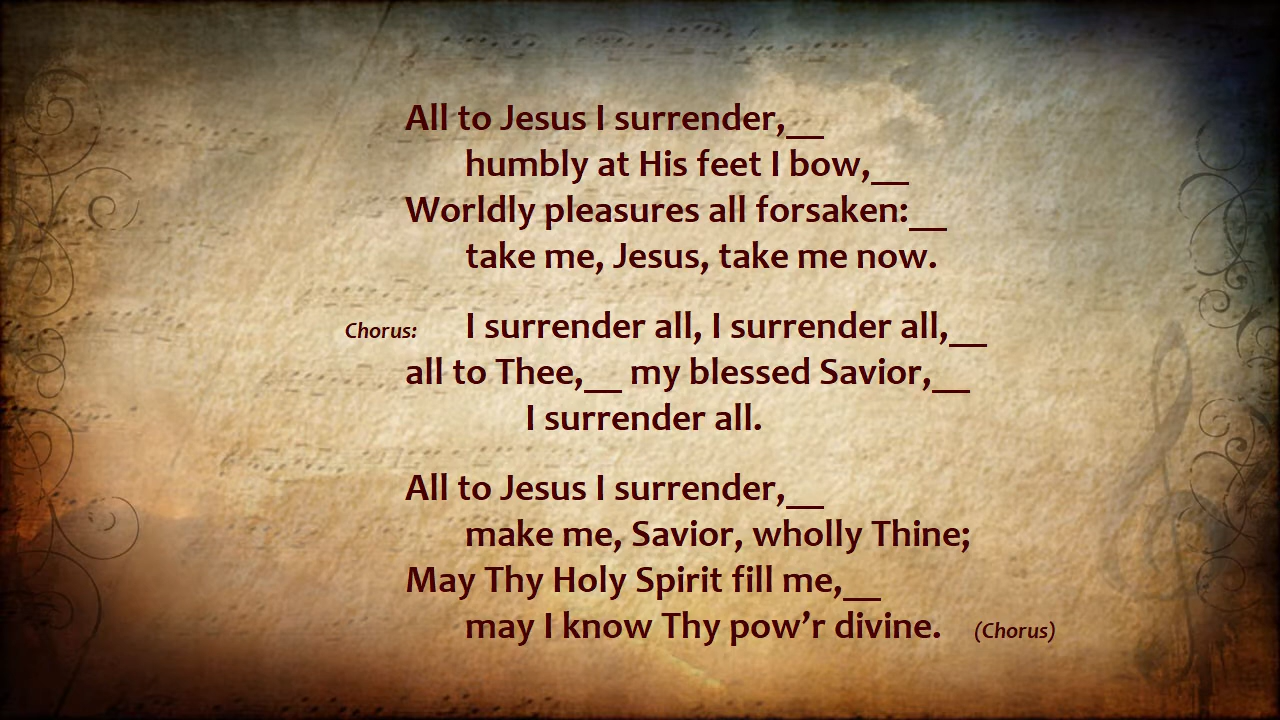 All to Jesus I surrender,__
humbly at His feet I bow,__
Worldly pleasures all forsaken:__
take me, Jesus, take me now.
Chorus: I surrender all, I surrender all,__
all to Thee,__ my blessed Savior,__
I surrender all.
All to Jesus I surrender,__
make me, Savior, wholly Thine;
May Thy Holy Spirit fill me,__
may I know Thy pow’r divine. (Chorus)